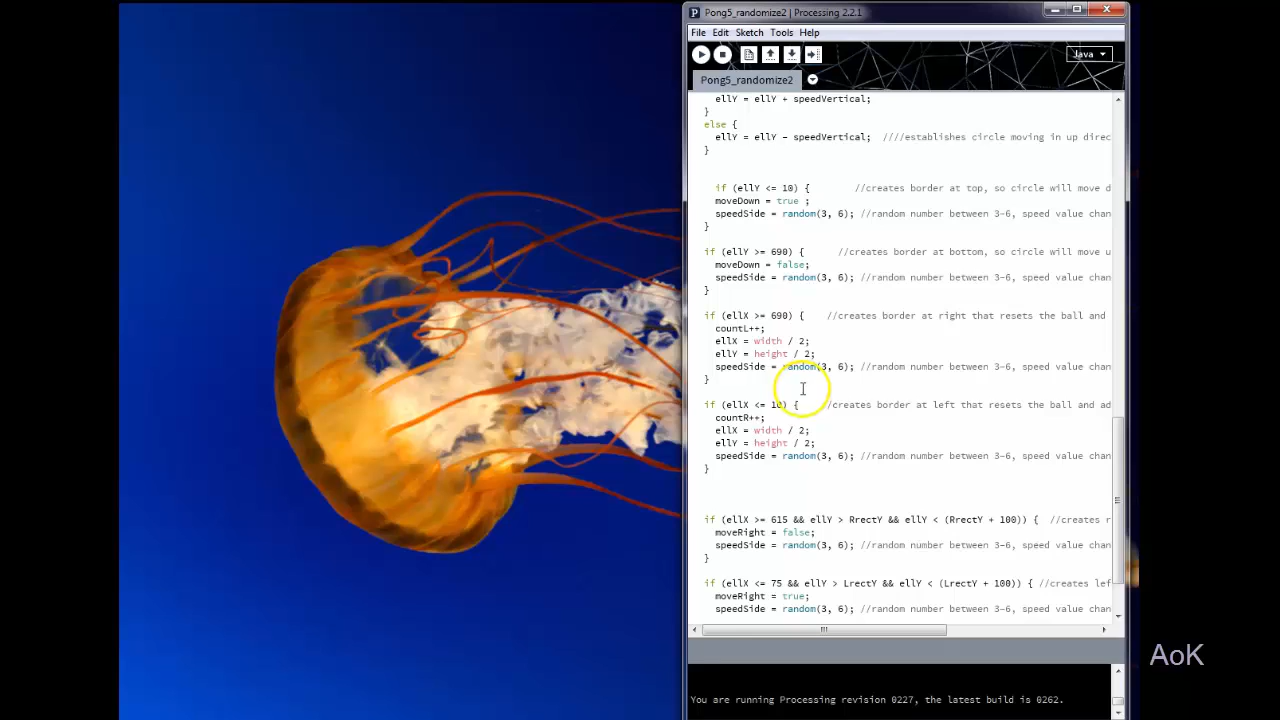 Pong5_randomize2 | Processing 2.2.1
File Edit Sketch Tools Help
Java
Pong5_randomize2
ellY = ellY + speedVertical;
}
else {
ellY = ellY - speedVertical; ////establishes circle moving in up direc
}
if (ellY <= 10) { //creates border at top, so circle will move d
moveDown = true ;
speedSide = random(3, 6); //random number between 3-6, speed value chan
}
if (ellY >= 690) { //creates border at bottom, so circle will move u
moveDown = false;
speedSide = random(3, 6); //random number between 3-6, speed value chan
}
if (ellX >= 690) { //creates border at right that resets the ball and
countL++;
ellX = width / 2;
ellY = height / 2;
speedSide = random(3, 6); //random number between 3-6, speed value chan
}
if (ellX <= 10) { //creates border at left that resets the ball and ad
countR++;
ellX = width / 2;
ellY = height / 2;
speedSide = random(3, 6); //random number between 3-6, speed value chan
}
if (ellX >= 615 && ellY > RrectY && ellY < (RrectY + 100)) { //creates r
moveRight = false;
speedSide = random(3, 6); //random number between 3-6, speed value chan
}
if (ellX <= 75 && ellY > LrectY && ellY < (LrectY + 100)) { //creates lef
moveRight = true;
speedSide = random(3, 6); //random number between 3-6, speed value chan
AoK
You are running Processing revision 0227, the latest build is 0262.